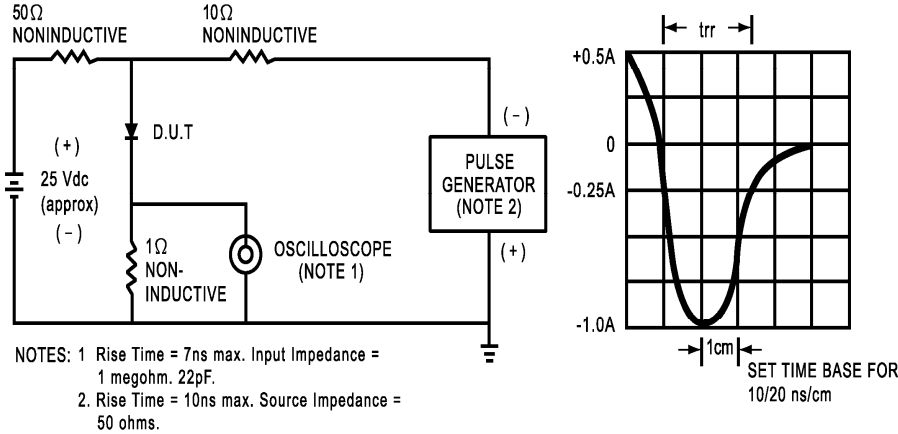 50Ω
NONINDUCTIVE
10Ω
NONINDUCTIVE
trr
+0.5A
(−)
D.U.T
(+)
25 Vdc
(approx)
(−)
PULSE
GENERATOR
(NOTE 2)
0
-0.25A
1Ω
NON-
INDUCTIVE
OSCILLOSCOPE
(NOTE 1)
(+)
-1.0A
1cm
SET TIME BASE FOR
10/20 ns/cm
NOTES: 1 Rise Time = 7ns max. Input Impedance =
1 megohm. 22pF.
2. Rise Time = 10ns max. Source Impedance =
50 ohms.